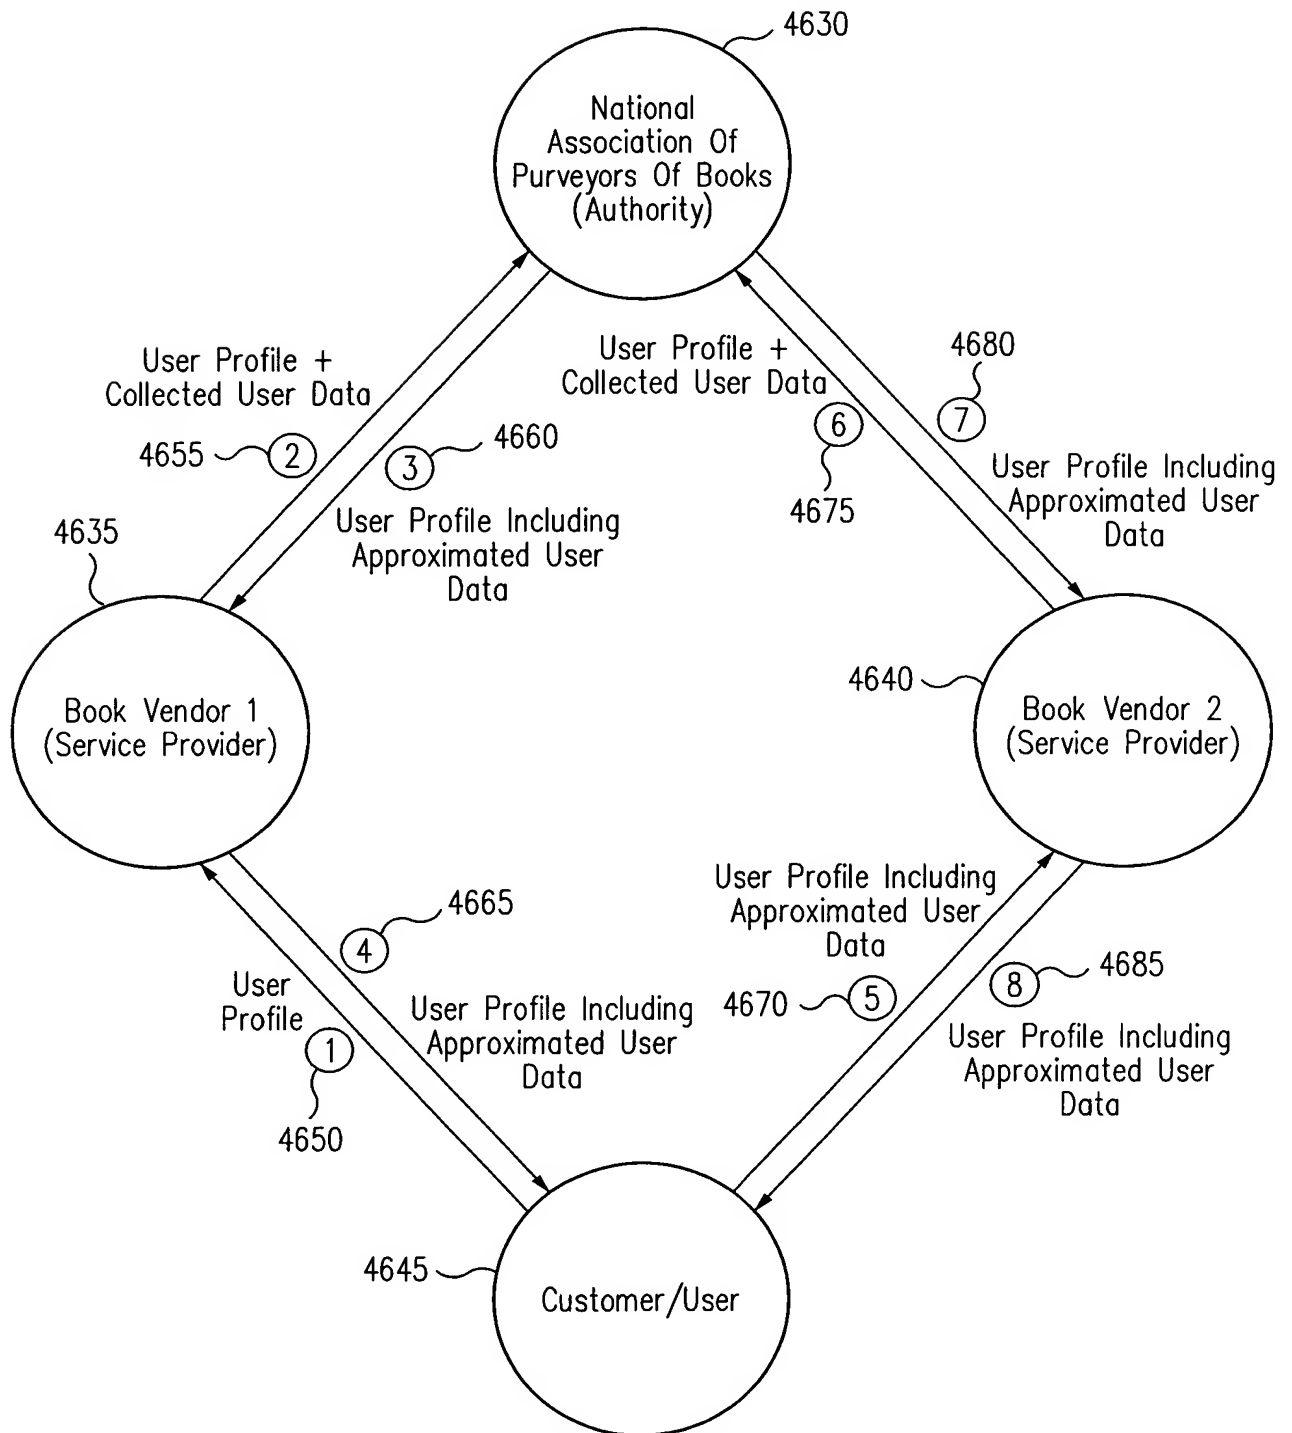 4630
National
Association Of
Purveyors Of Books
(Authority)
User Profile +
Collected User Data
4655
2
3
4660
User Profile Including
Approximated User
Data
User Profile +
Collected User Data
6
4675
4680
7
User Profile Including
Approximated User
Data
4635
Book Vendor 1
(Service Provider)
4640
Book Vendor 2
(Service Provider)
4665
4
User
Profile
1
4650
User Profile Including
Approximated User
Data
User Profile Including
Approximated User
Data
4670
5
8
4685
User Profile Including
Approximated User
Data
4645
Customer/User